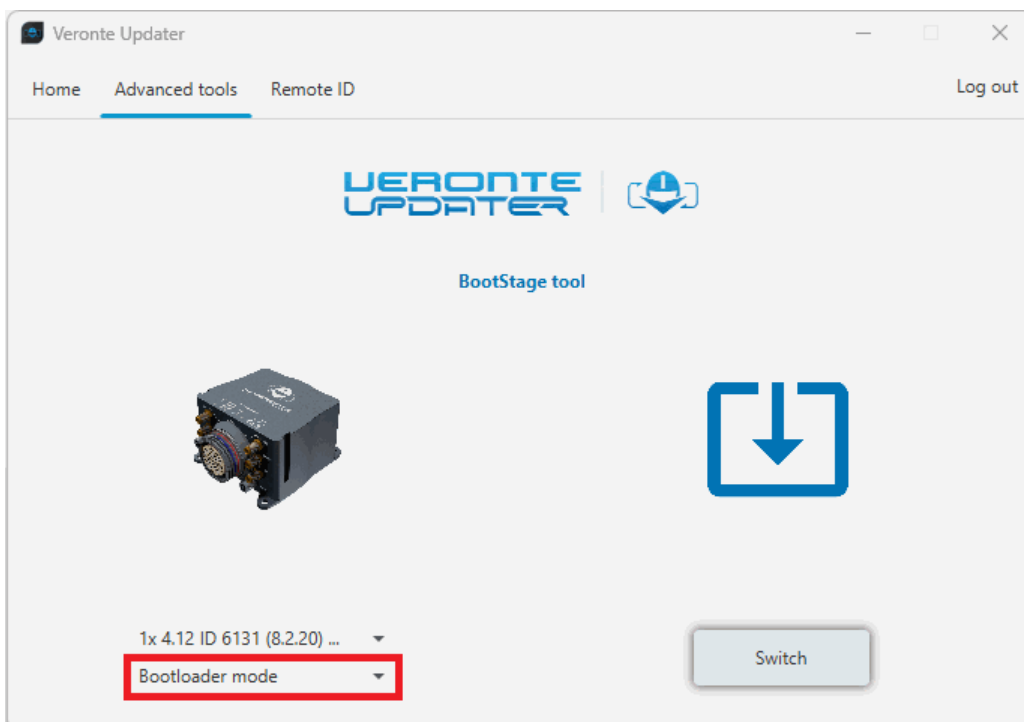 Veronte Updater
Home Advanced tools Remote ID Log out
VERONTE
UPDATER
BootStage tool
1x 4.12 ID 6131 (8.2.20) ...
Bootloader mode
Switch